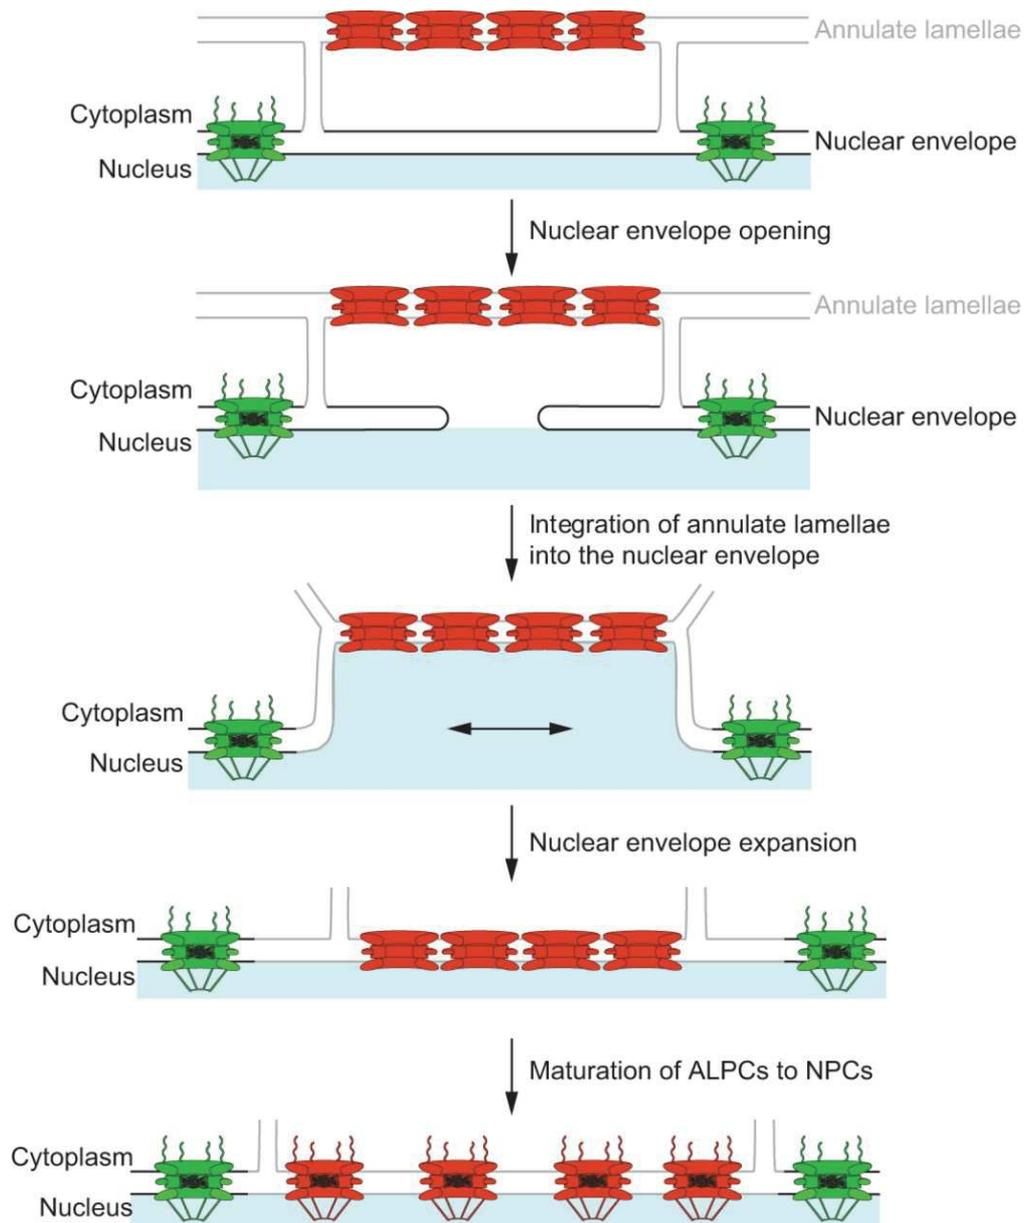 Annulate lamellae
Cytoplasm
Nuclear envelope
Nucleus
Nuclear envelope opening
Annulate lamellae
Cytoplasm
Nuclear envelope
Nucleus
Integration of annulate lamellae
into the nuclear envelope
Cytoplasm
Nucleus
Nuclear envelope expansion
Cytoplasm
Nucleus
Maturation of ALPCs to NPCs
Cytoplasm
Nucleus